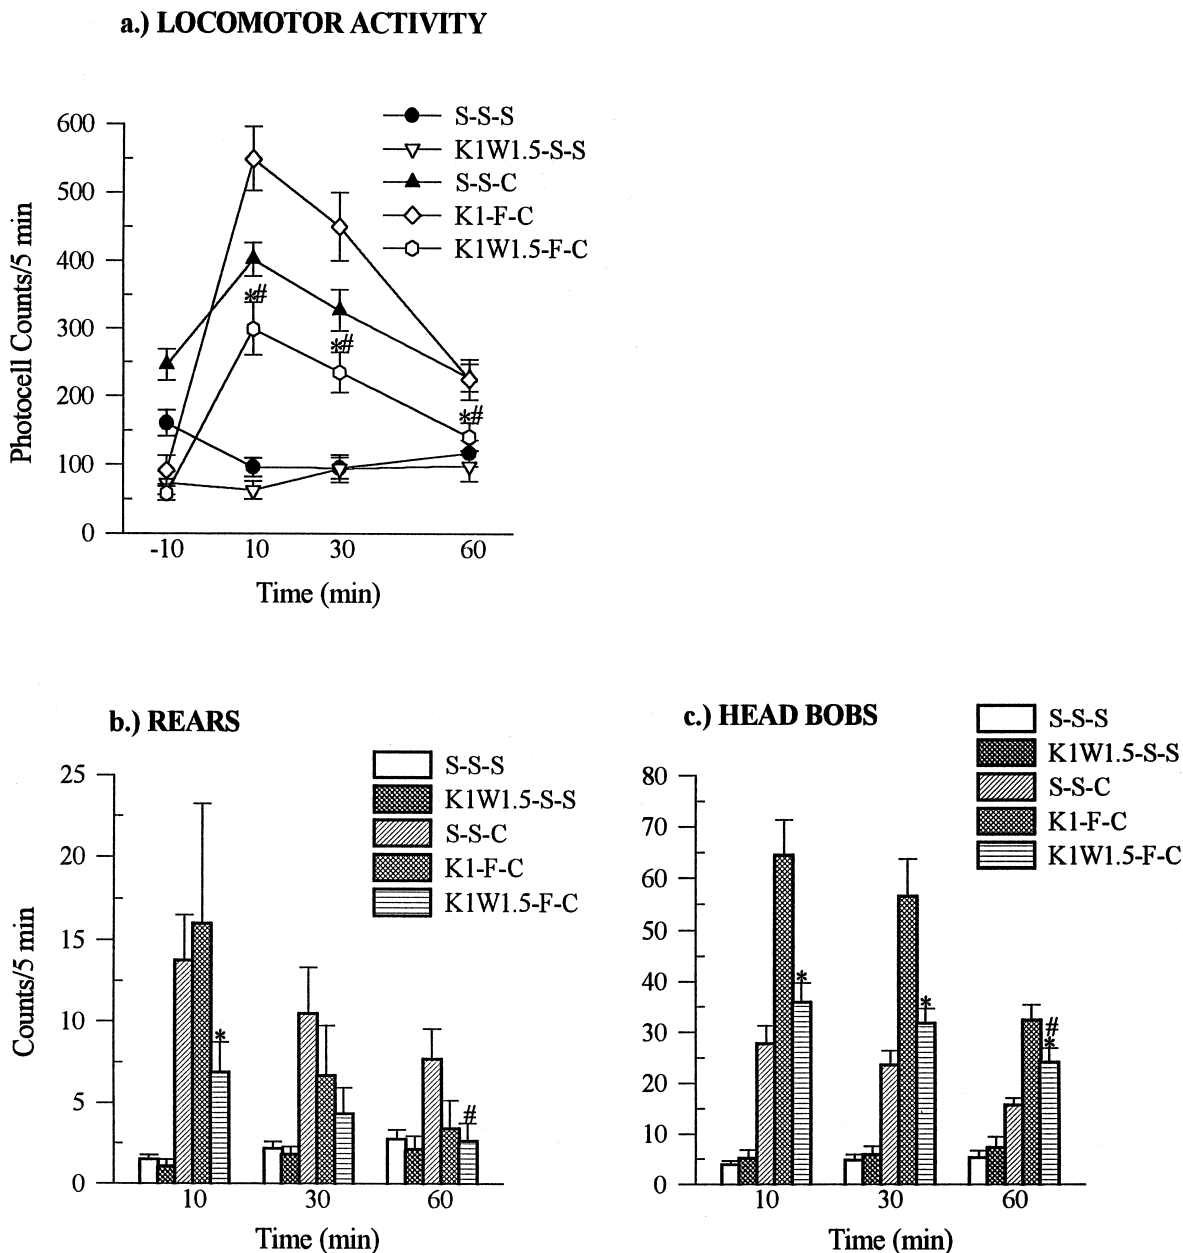 a.) LOCOMOTOR ACTIVITY
S-S-S
K1W1.5-S-S
S-S-C
K1-F-C
K1W1.5-F-C
600
500
400
300
200
100
0
Photocell Counts/5 min
*#
*#
*#
-10 10 30 60
Time (min)
b.) REARS
S-S-S
K1W1.5-S-S
S-S-C
K1-F-C
K1W1.5-F-C
25
20
15
10
5
0
Counts/5 min
*
#
10 30 60
Time (min)
c.) HEAD BOBS
S-S-S
K1W1.5-S-S
S-S-C
K1-F-C
K1W1.5-F-C
80
70
60
50
40
30
20
10
0
*
*
#
*
10 30 60
Time (min)